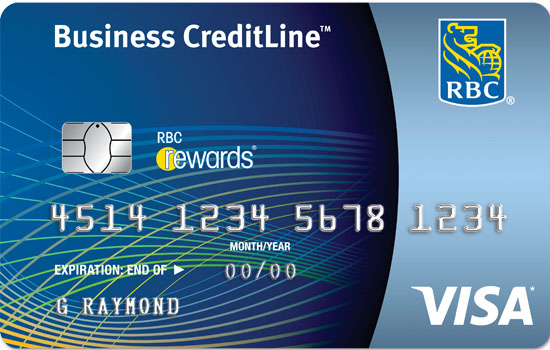 Business CreditLine™
RBC®
RBC
rewards®
4514 1234 5678 1234
MONTH/YEAR
EXPIRATION: END OF ► 00/00
G RAYMOND
VISA®